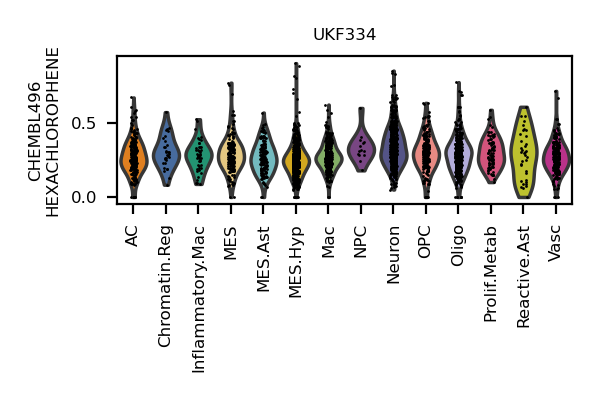 UKF334
CHEMBL496
HEXACHLOROPHENE
0.5
0.0
AC
Chromatin.Reg
Inflammatory.Mac
MES
MES.Ast
MES.Hyp
Mac
NPC
Neuron
OPC
Oligo
Prolif.Metab
Reactive.Ast
Vasc